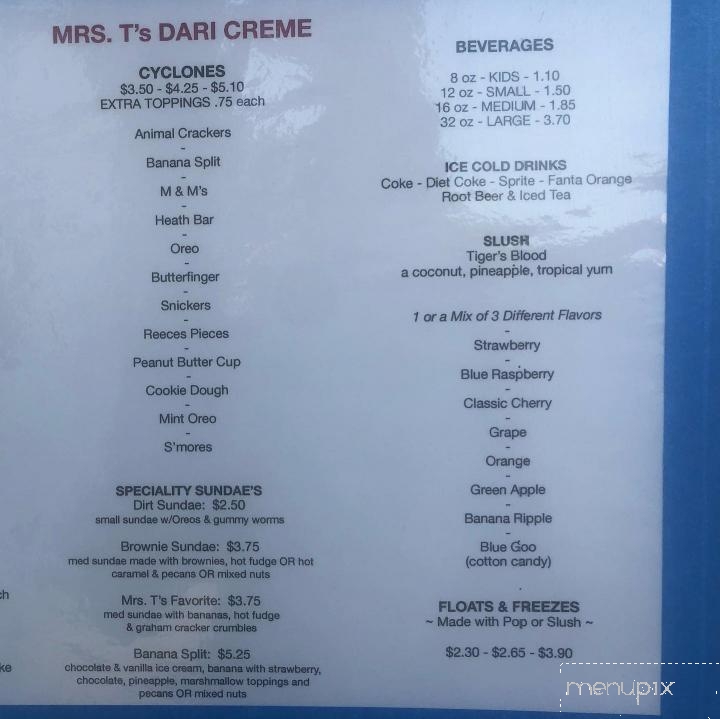 MRS. T's DARI CREME
CYCLONES
$3.50 - $4.25 - $5.10
EXTRA TOPPINGS .75 each
Animal Crackers
-
Banana Split
-
M & M's
-
Heath Bar
-
Oreo
-
Butterfinger
-
Snickers
-
Reeces Pieces
-
Peanut Butter Cup
-
Cookie Dough
-
Mint Oreo
-
S'mores
SPECIALITY SUNDAE'S
Dirt Sundae: $2.50
small sundae w/Oreos & gummy worms
Brownie Sundae: $3.75
med sundae made with brownies, hot fudge OR hot
caramel & pecans OR mixed nuts
Mrs. T's Favorite: $3.75
med sundae with bananas, hot fudge
& graham cracker crumbles
Banana Split: $5.25
chocolate & vanilla ice cream, banana with strawberry,
chocolate, pineapple, marshmallow toppings and
pecans OR mixed nuts
BEVERAGES
8 oz - KIDS - 1.10
12 oz - SMALL - 1.50
16 oz - MEDIUM - 1.85
32 oz - LARGE - 3.70
ICE COLD DRINKS
Coke - Diet Coke - Sprite - Fanta Orange
Root Beer & Iced Tea
SLUSH
Tiger's Blood
a coconut, pineapple, tropical yum
1 or a Mix of 3 Different Flavors
-
Strawberry
-
Blue Raspberry
-
Classic Cherry
-
Grape
-
Orange
-
Green Apple
-
Banana Ripple
-
Blue Goo
(cotton candy)
FLOATS & FREEZES
~ Made with Pop or Slush ~
$2.30 - $2.65 - $3.90
menupix